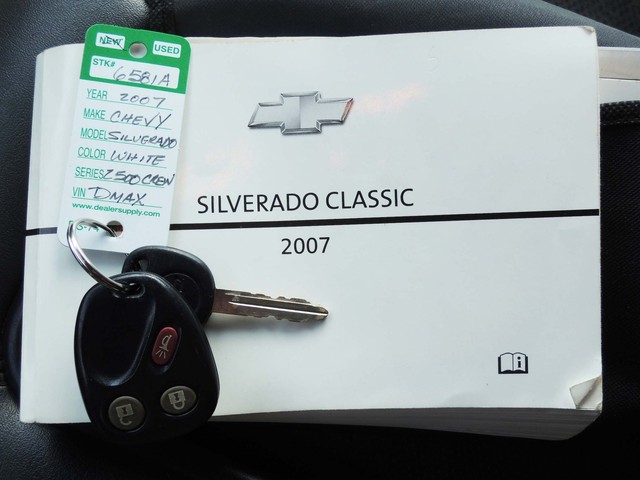 NEW USED
STK# 6581A
YEAR 2007
MAKE CHEVY
MODEL SILVERADO
COLOR WHITE
SERIES 2500 CREW
VIN DMAX
www.dealersupply.com
SILVERADO CLASSIC
2007